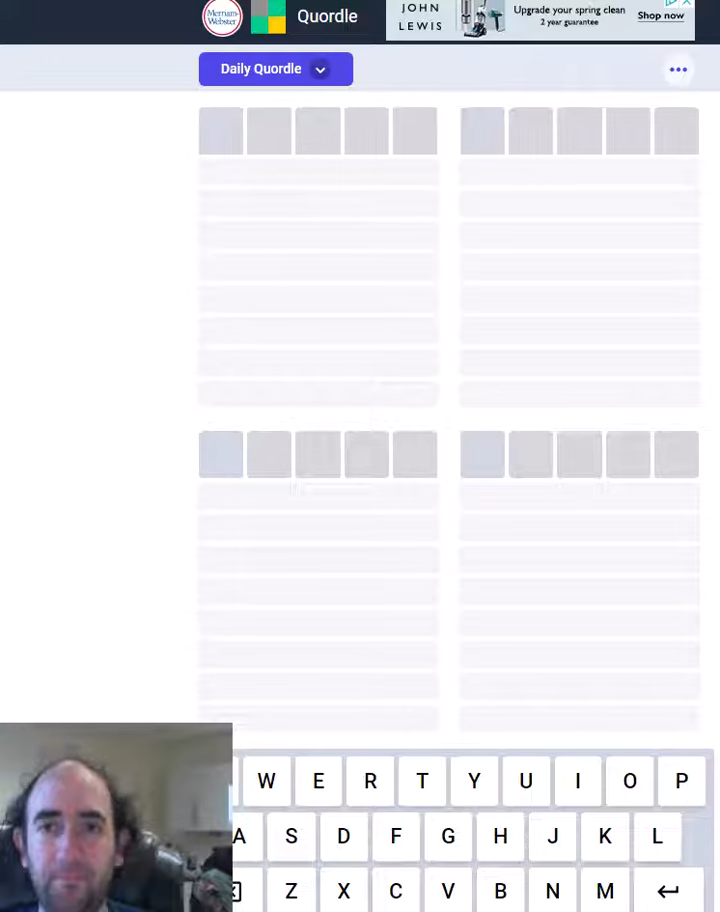 Merriam-
Webster
Quordle
JOHN
LEWIS
Upgrade your spring clean
2 year guarantee
Shop now
Daily Quordle
W E R T Y U I O P
A S D F G H J K L
Z X C V B N M